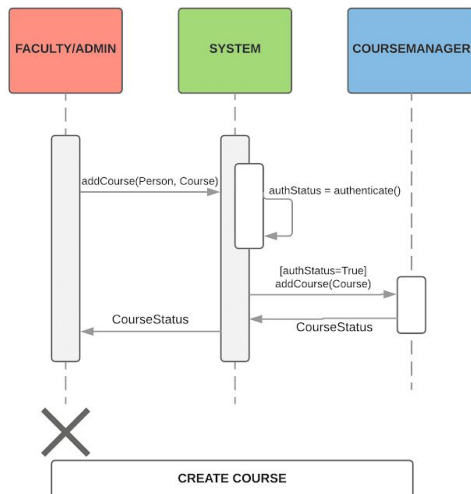 FACULTY/ADMIN
SYSTEM
COURSEMANAGER
addCourse(Person, Course)
authStatus = authenticate()
[authStatus=True]
addCourse(Course)
CourseStatus
CourseStatus
CREATE COURSE